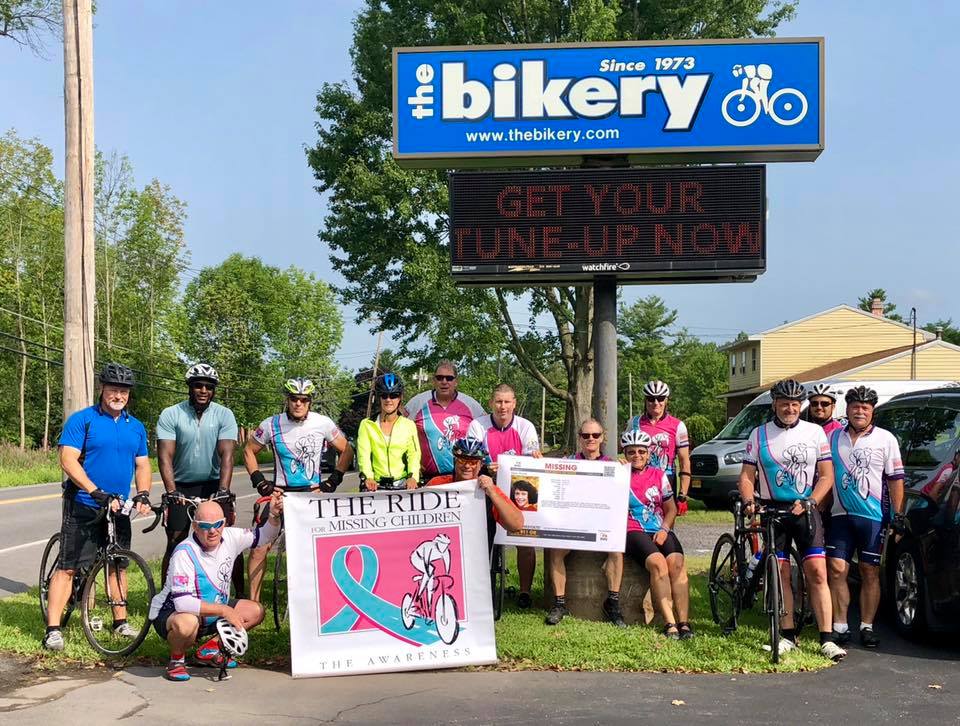 Since 1973
the bikery
www.thebikery.com
GET YOUR
TUNE-UP NOW
watchfire
MISSING
THE RIDE
FOR MISSING CHILDREN
THE AWARENESS